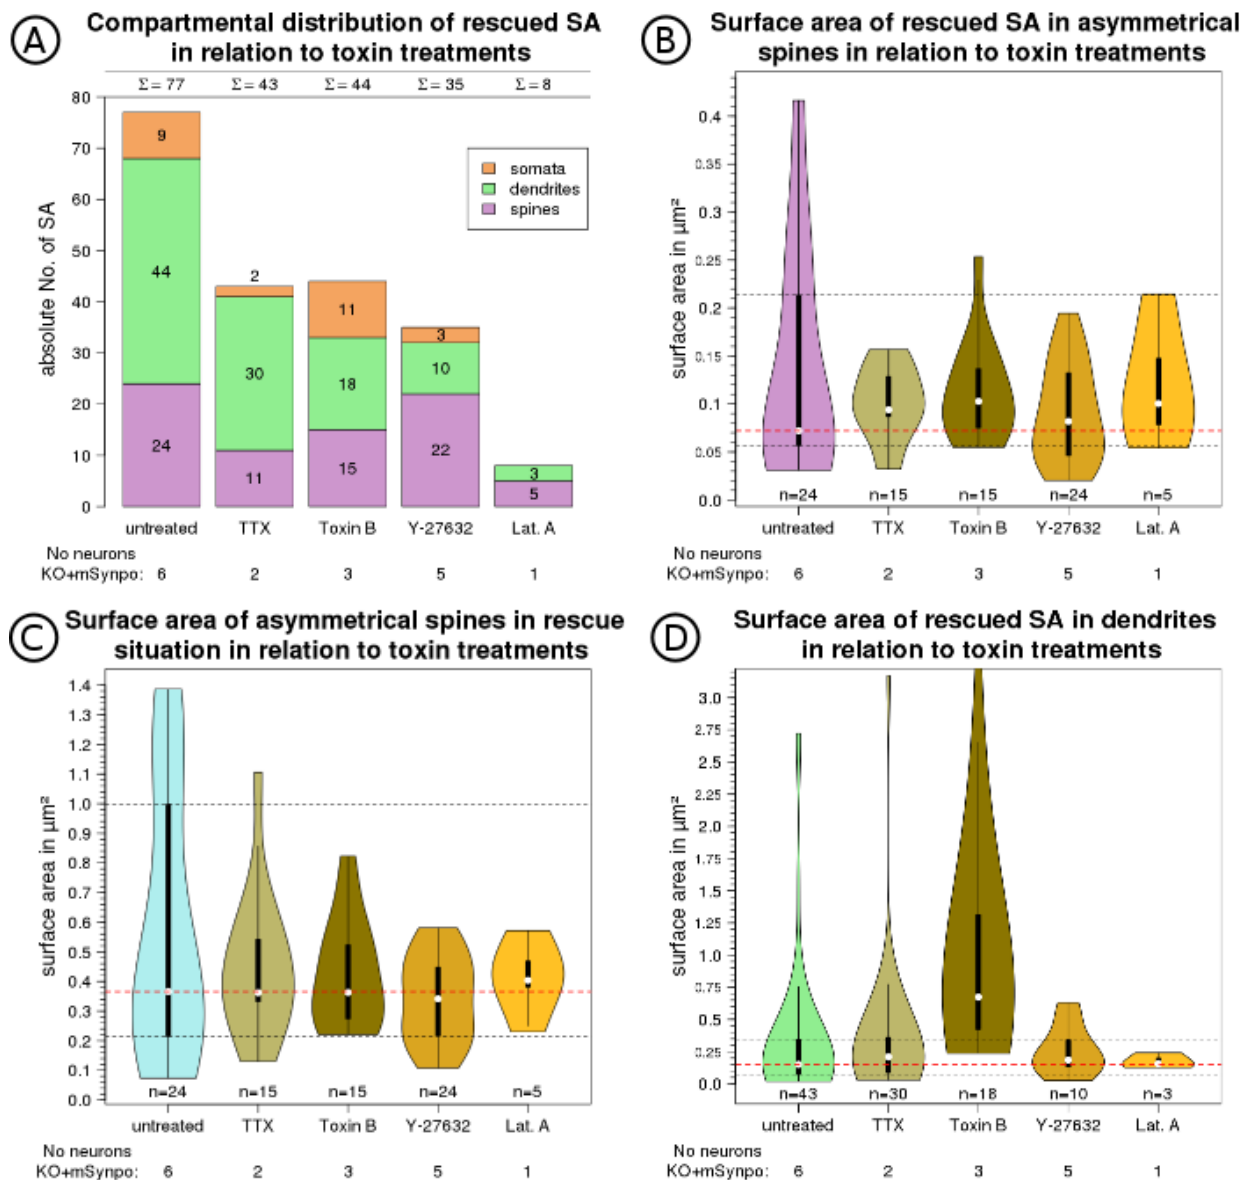 A
Compartmental distribution of rescued SA
in relation to toxin treatments
Σ = 77 Σ = 43 Σ = 44 Σ = 35 Σ = 8
absolute No. of SA
80
70
60
50
40
30
20
10
0
somata
dendrites
spines
9
44
24
2
30
11
11
18
15
3
10
22
3
5
untreated TTX Toxin B Y-27632 Lat. A
No neurons
KO+mSynpo: 6 2 3 5 1
B
Surface area of rescued SA in asymmetrical
spines in relation to toxin treatments
surface area in µm²
0.4
0.35
0.3
0.25
0.2
0.15
0.1
0.05
0.0
n=24 n=15 n=15 n=24 n=5
untreated TTX Toxin B Y-27632 Lat. A
No neurons
KO+mSynpo: 6 2 3 5 1
C
Surface area of asymmetrical spines in rescue
situation in relation to toxin treatments
surface area in µm²
1.4
1.3
1.2
1.1
1.0
0.9
0.8
0.7
0.6
0.5
0.4
0.3
0.2
0.1
0.0
n=24 n=15 n=15 n=24 n=5
untreated TTX Toxin B Y-27632 Lat. A
No neurons
KO+mSynpo: 6 2 3 5 1
D
Surface area of rescued SA in dendrites
in relation to toxin treatments
surface area in µm²
3.0
2.75
2.5
2.25
2.0
1.75
1.5
1.25
1.0
0.75
0.5
0.25
0.0
n=43 n=30 n=18 n=10 n=3
untreated TTX Toxin B Y-27632 Lat. A
No neurons
KO+mSynpo: 6 2 3 5 1